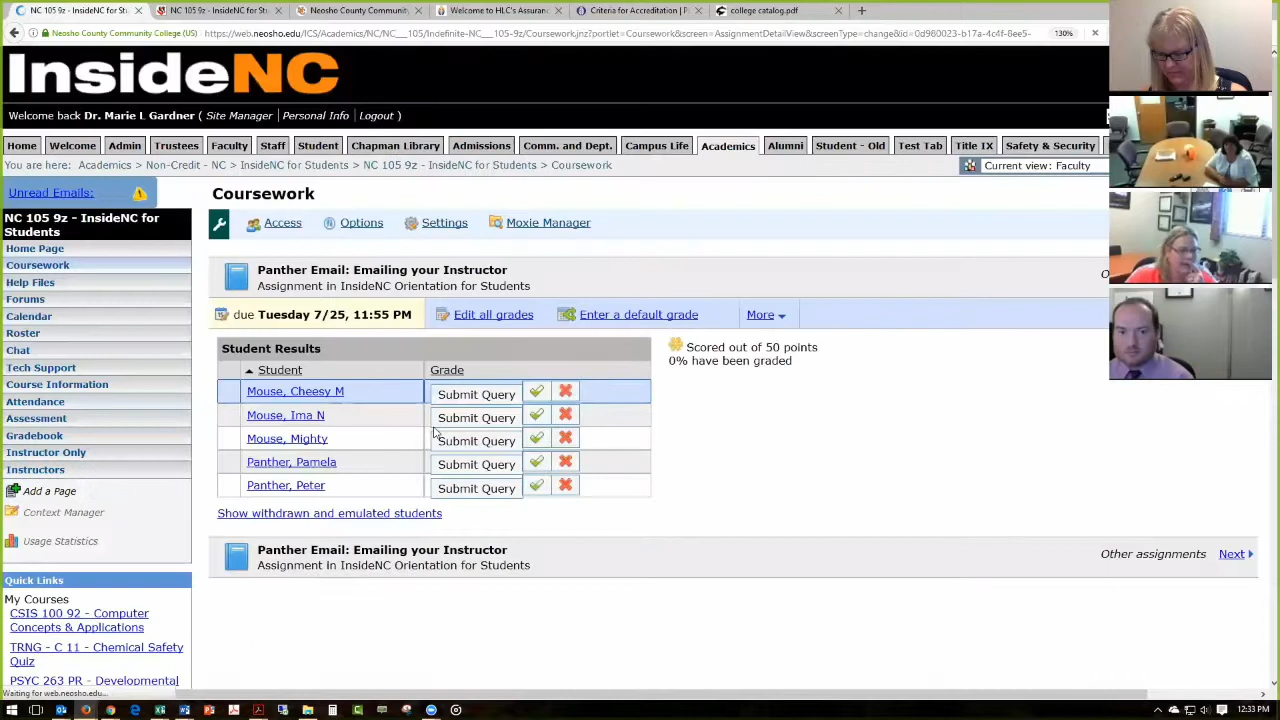 NC 105 9z - InsideNC for St...
NC 105 9z - InsideNC for Stu...
Neosho County Community C...
Welcome to HLC's Assuranc...
Criteria for Accreditation | P...
college catalog.pdf
Neosho County Community College (US)
https://web.neosho.edu/ICS/Academics/NC/NC__105/Indefinite-NC___105-9z/Coursework.jnz?portlet=Coursework&screen=AssignmentDetailView&screenType=change&id=0d980023-b17a-4c4f-8ee5-
130%
InsideNC
Welcome back Dr. Marie L Gardner ( Site Manager | Personal Info | Logout )
Home Welcome Admin Trustees Faculty Staff Student Chapman Library Admissions Comm. and Dept. Campus Life Academics Alumni Student - Old Test Tab Title IX Safety & Security
You are here: Academics > Non-Credit - NC > InsideNC for Students > NC 105 9z - InsideNC for Students > Coursework
Current view: Faculty
Unread Emails:
NC 105 9z - InsideNC for
Students
Home Page
Coursework
Help Files
Forums
Calendar
Roster
Chat
Tech Support
Course Information
Attendance
Assessment
Gradebook
Instructor Only
Instructors
Add a Page
Context Manager
Usage Statistics
Quick Links
My Courses
CSIS 100 92 - Computer
Concepts & Applications
TRNG - C 11 - Chemical Safety
Quiz
PSYC 263 PR - Developmental
Coursework
Access Options Settings Moxie Manager
Panther Email: Emailing your Instructor
Assignment in InsideNC Orientation for Students
due Tuesday 7/25, 11:55 PM
Edit all grades Enter a default grade More
Student Results
Student Grade
Mouse, Cheesy M Submit Query
Mouse, Ima N Submit Query
Mouse, Mighty Submit Query
Panther, Pamela Submit Query
Panther, Peter Submit Query
Show withdrawn and emulated students
Scored out of 50 points
0% have been graded
Panther Email: Emailing your Instructor
Assignment in InsideNC Orientation for Students
Other assignments Next
Waiting for web.neosho.edu...
12:33 PM